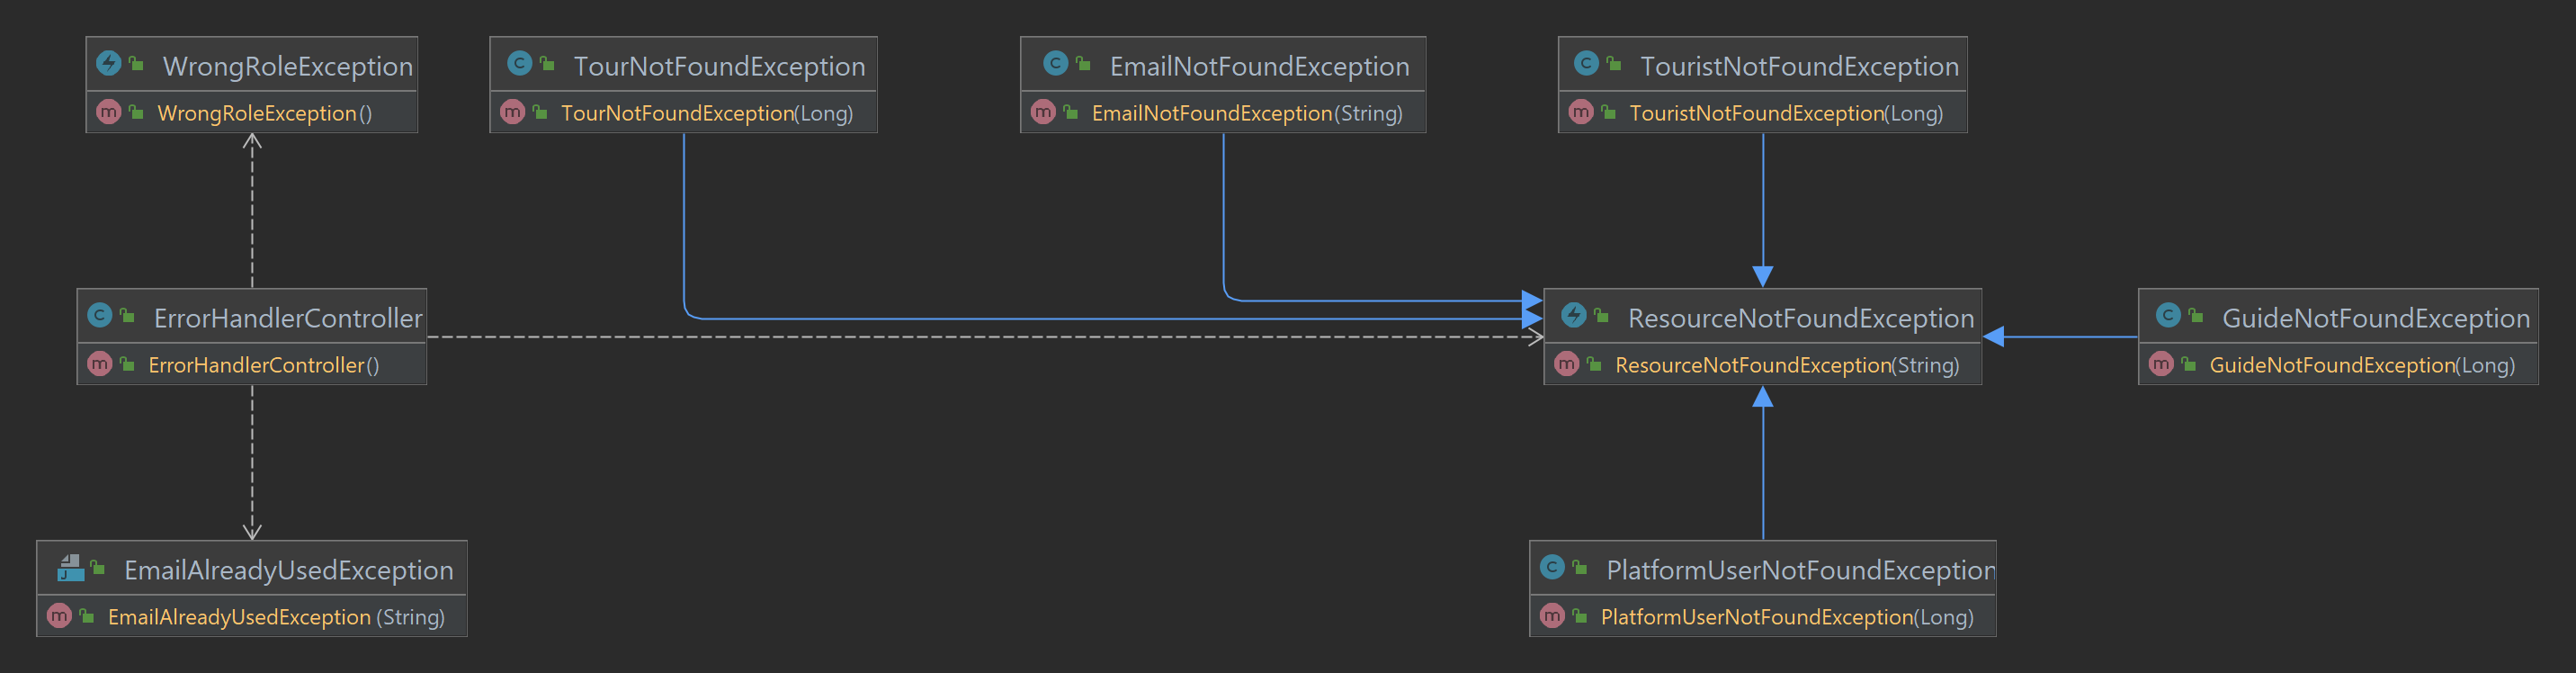 WrongRoleException
WrongRoleException()
TourNotFoundException
TourNotFoundException(Long)
EmailNotFoundException
EmailNotFoundException(String)
TouristNotFoundException
TouristNotFoundException(Long)
ErrorHandlerController
ErrorHandlerController()
ResourceNotFoundException
ResourceNotFoundException(String)
GuideNotFoundException
GuideNotFoundException(Long)
EmailAlreadyUsedException
EmailAlreadyUsedException (String)
PlatformUserNotFoundException
PlatformUserNotFoundException(Long)